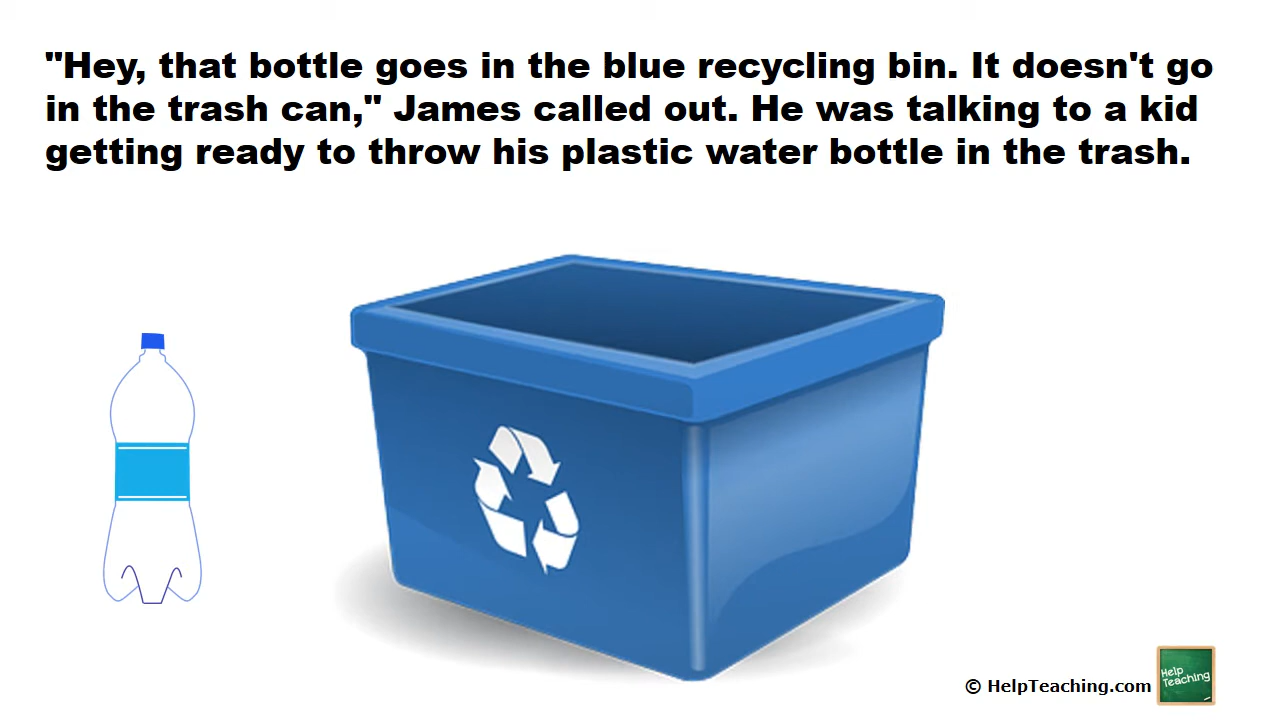 "Hey, that bottle goes in the blue recycling bin. It doesn't go
in the trash can," James called out. He was talking to a kid
getting ready to throw his plastic water bottle in the trash.
© HelpTeaching.com
Help
Teaching